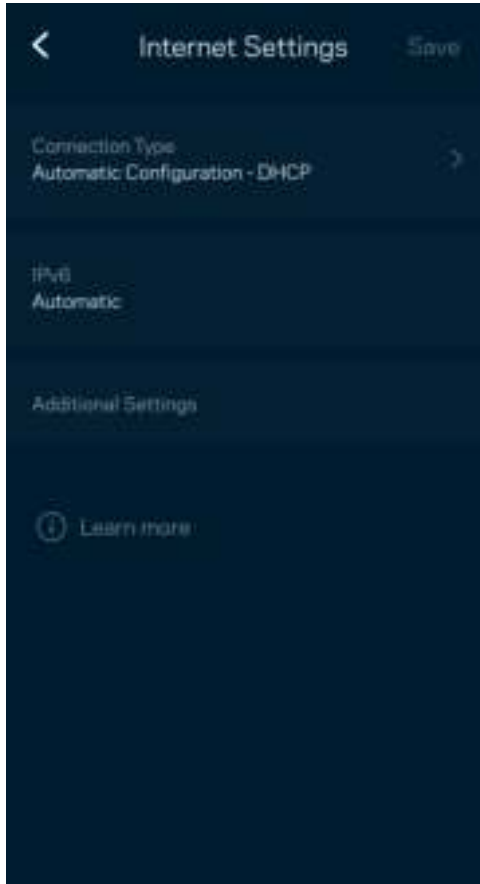 Internet Settings Save
Connection Type
Automatic Configuration - DHCP
IPv6
Automatic
Additional Settings
Learn more